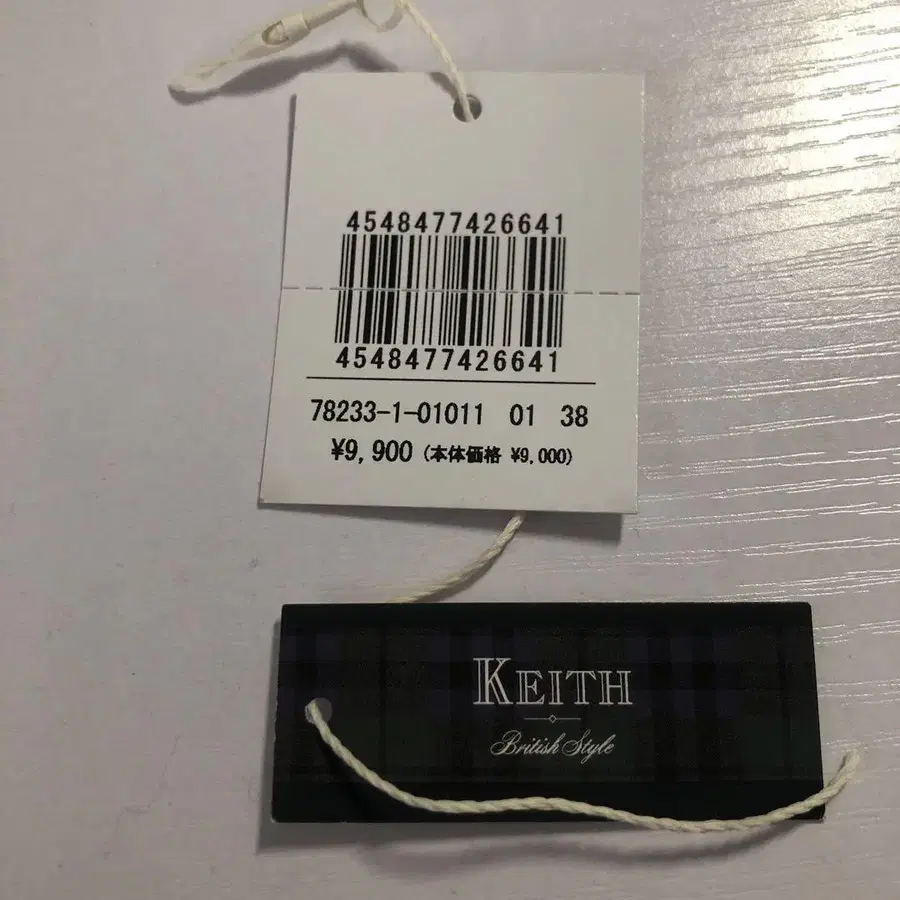 4548477426641
4548477426641
78233-1-01011 01 38
¥9,900 (本体価格 ¥9,000)
KEITH
British Style